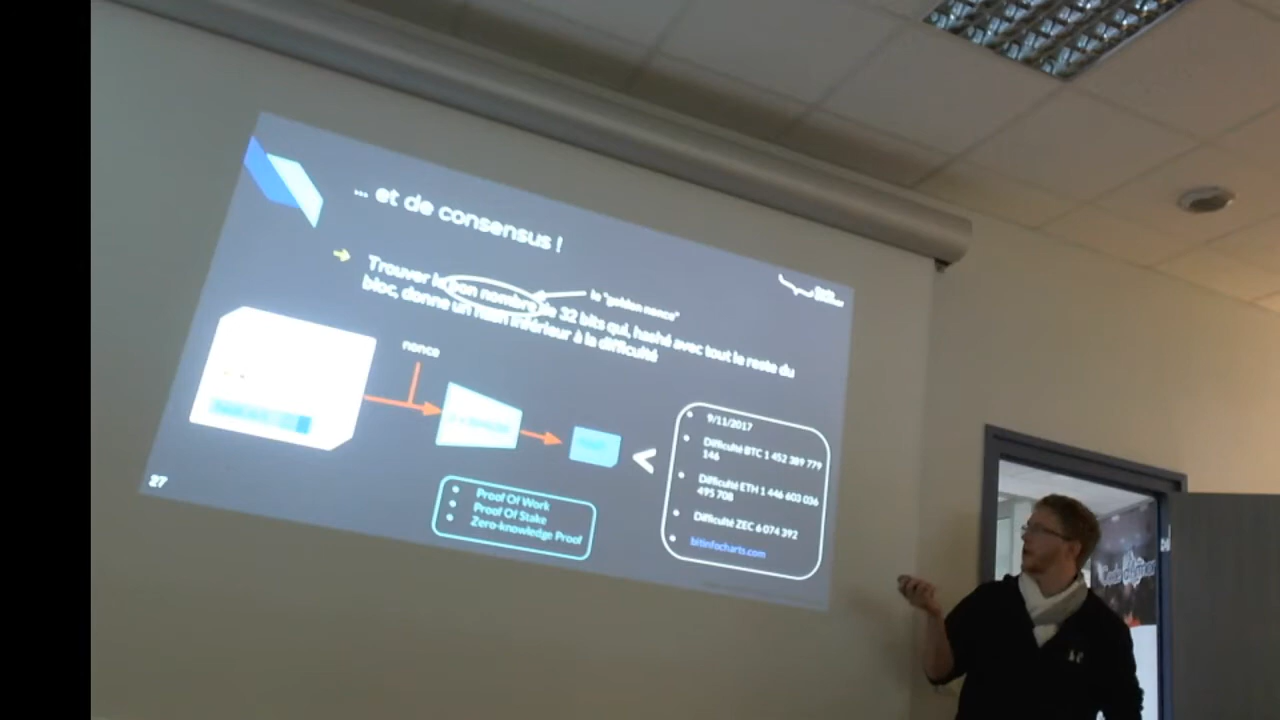 ... et de consensus !
Trouver le bon nombre de 32 bits qui, hashé avec tout le reste du
le "golden nonce"
bloc, donne un hash inférieur à la difficulté
nonce
<
9/11/2017
Difficulté BTC 1 452 389 779
146
Difficulté ETH 1 446 603 036
495 708
Difficulté ZEC 6 074 392
bitinfocharts.com
Proof Of Work
Proof Of Stake
Zero-knowledge Proof
27